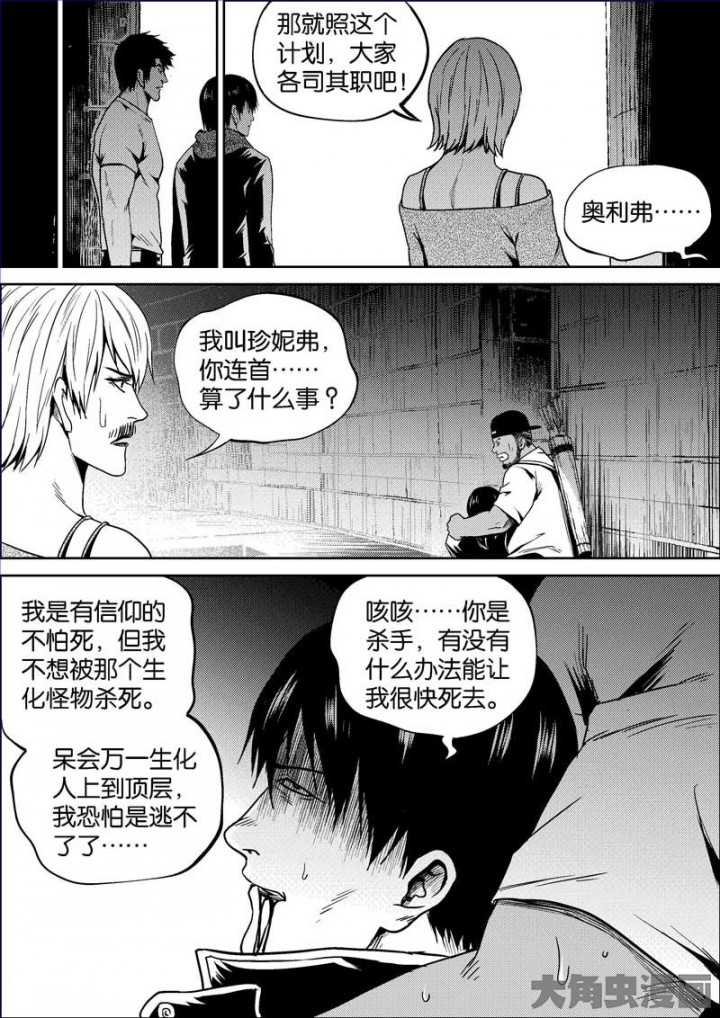 那就照这个
计划，大家
各司其职吧！
奥利弗……
我叫珍妮弗，
你连首……
算了什么事？
咳咳……你是
杀手，有没有
什么办法能让
我很快死去。
我是有信仰的
不怕死，但我
不想被那个生
化怪物杀死。
呆会万一生化
人上到顶层，
我恐怕是逃不
了了……
大角虫漫画